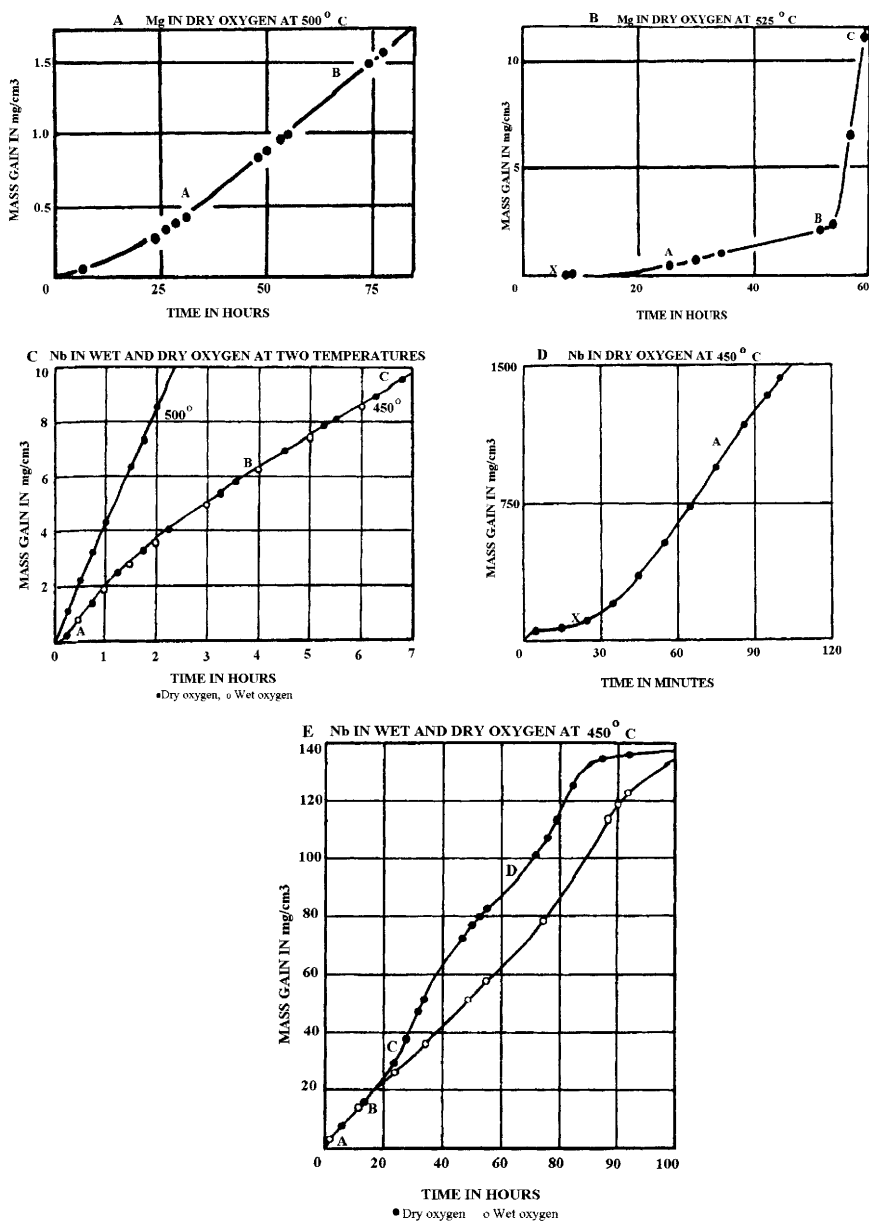 A Mg IN DRY OXYGEN AT 500° C
MASS GAIN IN mg/cm3
1.5
1.0
0.5
0
25
50
75
A
B
TIME IN HOURS
B Mg IN DRY OXYGEN AT 525° C
MASS GAIN IN mg/cm3
10
5
0
0
20
40
60
X
A
B
C
TIME IN HOURS
C Nb IN WET AND DRY OXYGEN AT TWO TEMPERATURES
MASS GAIN IN mg/cm3
10
8
6
4
2
0
0
1
2
3
4
5
6
7
500°
450°
A
B
C
TIME IN HOURS
•Dry oxygen, o Wet oxygen
D Nb IN DRY OXYGEN AT 450° C
MASS GAIN IN mg/cm3
1500
750
0
30
60
90
120
X
A
TIME IN MINUTES
E Nb IN WET AND DRY OXYGEN AT 450° C
MASS GAIN IN mg/cm3
140
120
100
80
60
40
20
0
20
40
60
80
90
100
A
B
C
D
TIME IN HOURS
• Dry oxygen o Wet oxygen